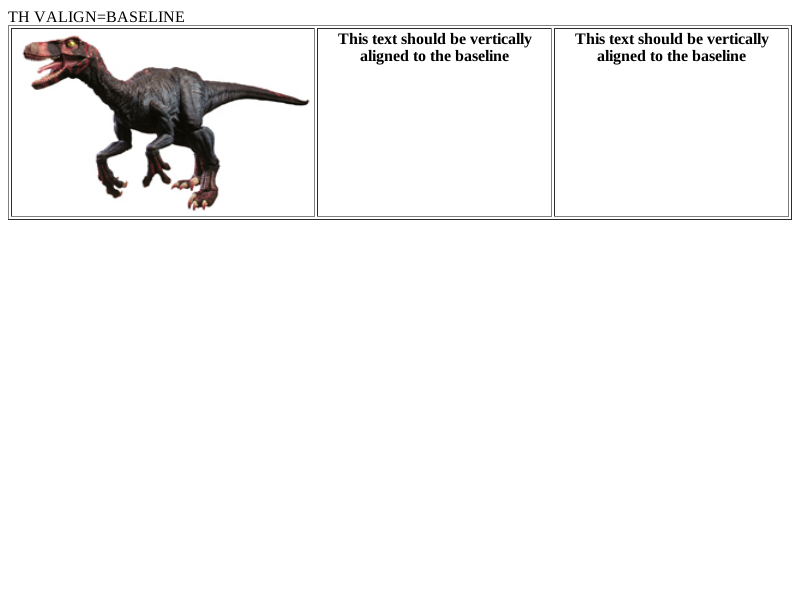 TH VALIGN=BASELINE
This text should be vertically
aligned to the baseline
This text should be vertically
aligned to the baseline